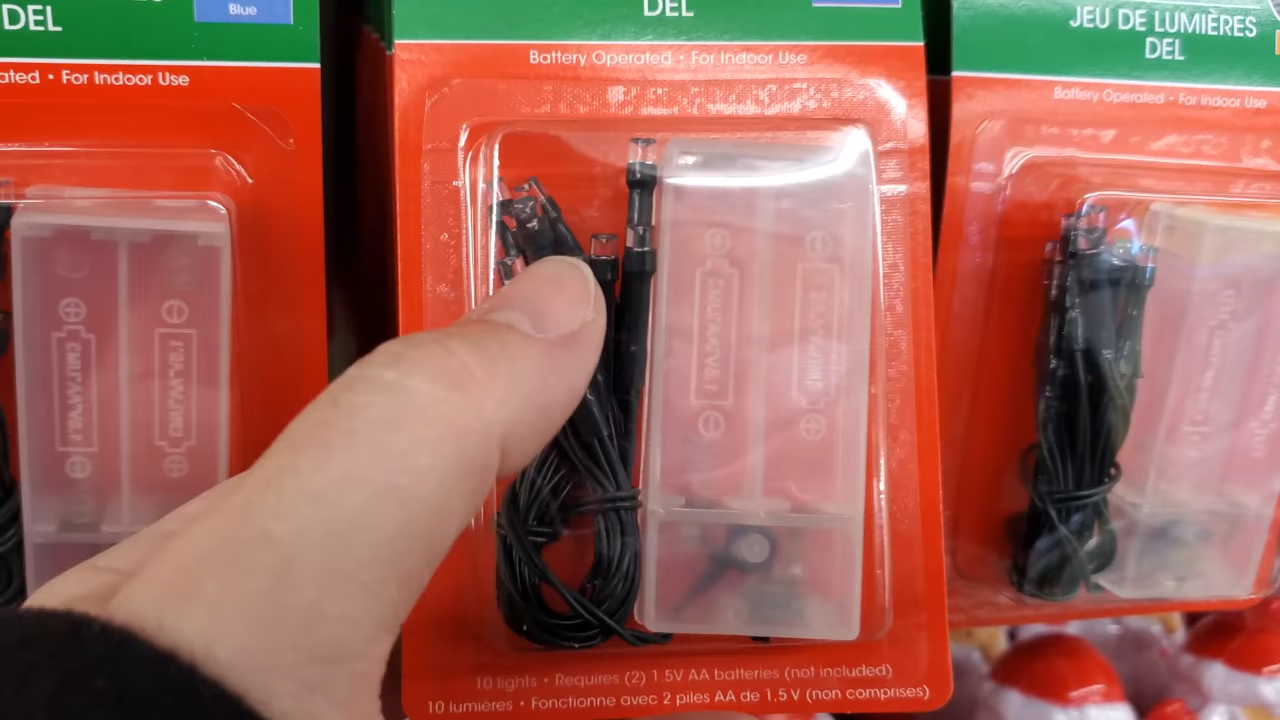 DEL
Blue
ated • For Indoor Use
DEL
Battery Operated • For Indoor Use
10 lights • Requires (2) 1.5V AA batteries (not included)
10 lumières • Fonctionne avec 2 piles AA de 1,5 V (non comprises)
JEU DE LUMIÈRES
DEL
Battery Operated • For Indoor Use